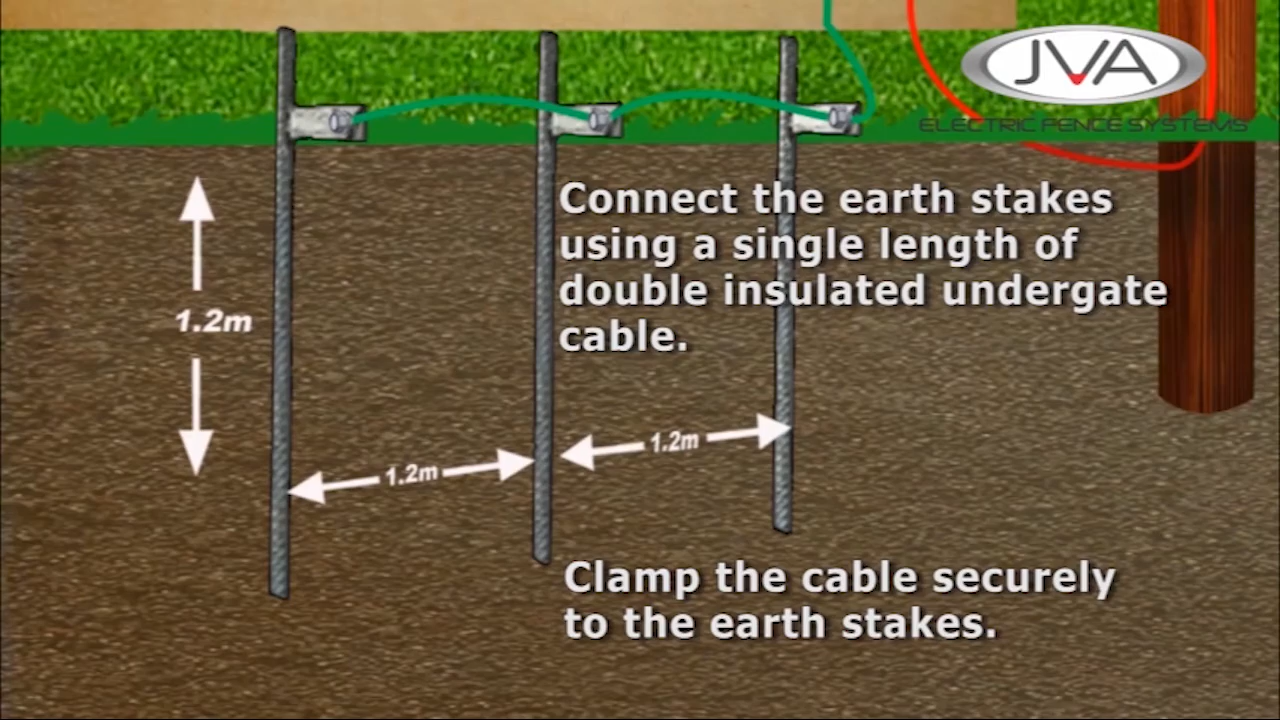 JVA
ELECTRIC FENCE SYSTEMS
Connect the earth stakes
using a single length of
double insulated undergate
cable.
1.2m
1.2m
1.2m
Clamp the cable securely
to the earth stakes.